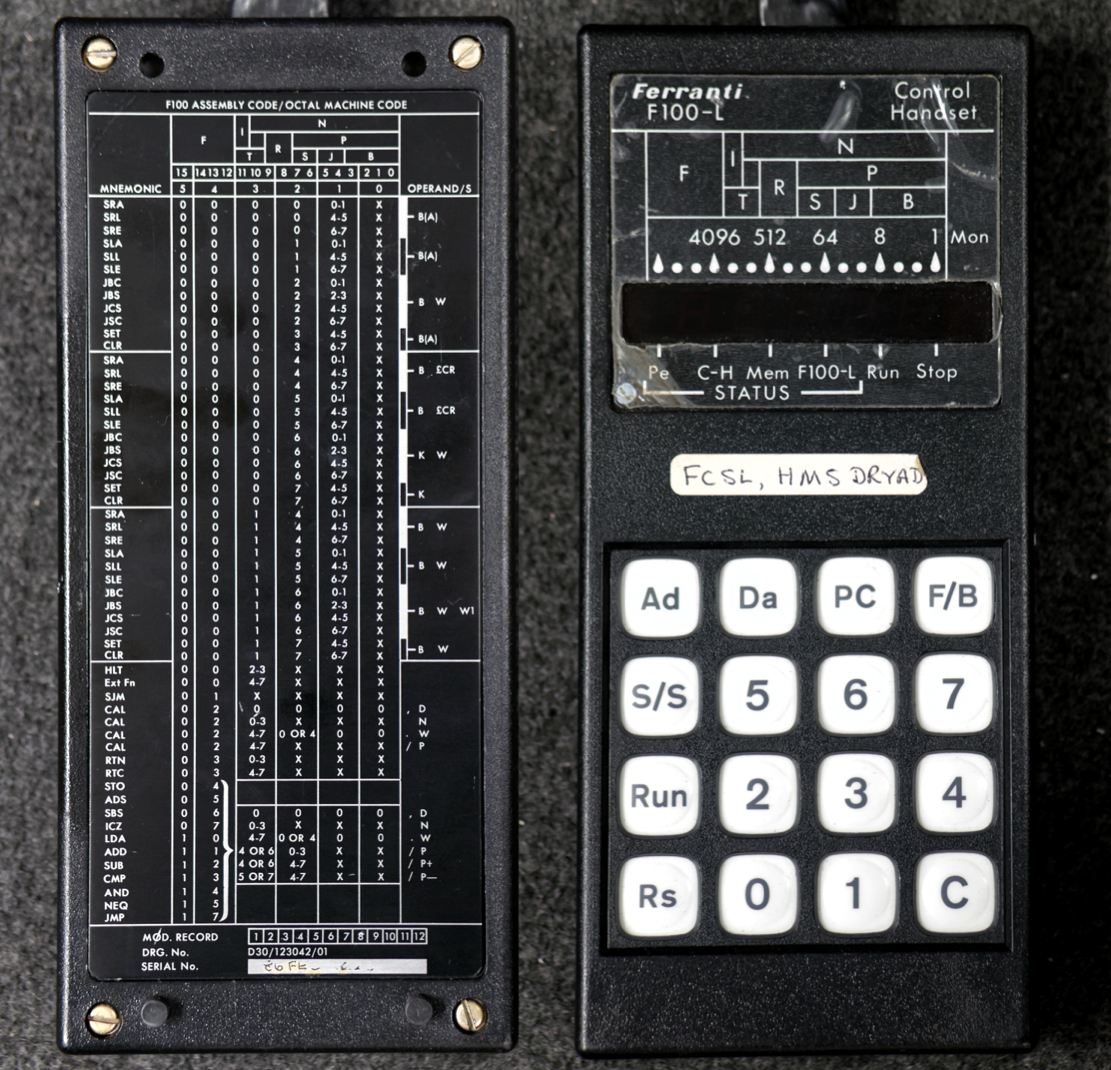 F100 ASSEMBLY CODE/OCTAL MACHINE CODE
F I N
T R P
S J B
15 14 13 12 11 10 9 8 7 6 5 4 3 2 1 0
MNEMONIC 5 4 3 2 1 0 OPERAND/S
SRA 0 0 0 0 0-1 X
SRL 0 0 0 0 4-5 X B(A)
SRE 0 0 0 0 6-7 X
SLA 0 0 0 1 0-1 X
SLL 0 0 0 1 4-5 X B(A)
SLE 0 0 0 1 6-7 X
JBC 0 0 0 2 0-1 X
JBS 0 0 0 2 2-3 X B W
JCS 0 0 0 2 4-5 X
JSC 0 0 0 2 6-7 X
SET 0 0 0 3 4-5 X B(A)
CLR 0 0 0 3 6-7 X
SRA 0 0 0 4 0-1 X
SRL 0 0 0 4 4-5 X B £CR
SRE 0 0 0 4 6-7 X
SLA 0 0 0 5 0-1 X
SLL 0 0 0 5 4-5 X B £CR
SLE 0 0 0 5 6-7 X
JBC 0 0 0 6 0-1 X
JBS 0 0 0 6 2-3 X K W
JCS 0 0 0 6 4-5 X
JSC 0 0 0 6 6-7 X
SET 0 0 0 7 4-5 X K
CLR 0 0 0 7 6-7 X
SRA 0 0 1 4 0-1 X
SRL 0 0 1 4 4-5 X B W
SRE 0 0 1 4 6-7 X
SLA 0 0 1 5 0-1 X
SLL 0 0 1 5 4-5 X B W
SLE 0 0 1 5 6-7 X
JBC 0 0 1 6 0-1 X
JBS 0 0 1 6 2-3 X B W W1
JCS 0 0 1 6 4-5 X
JSC 0 0 1 6 6-7 X
SET 0 0 1 7 4-5 X B W
CLR 0 0 1 7 6-7 X
HLT 0 0 2-3 X X X
Ext Fn 0 0 4-7 X X X
SJM 0 1 X X X X
CAL 0 2 0 0 0 0 , D
CAL 0 2 0-3 X X X N
CAL 0 2 4-7 0 OR 4 0 0 . W
CAL 0 2 4-7 X X X / P
RTN 0 3 0-3 X X X
RTC 0 3 4-7 X X X
STO 0 4
ADS 0 5
SBS 0 6 0 0 0 0 , D
ICZ 0 7 0-3 X X X N
LDA 1 0 4-7 0 OR 4 0 0 . W
ADD 1 1 4 OR 6 0-3 X X / P
SUB 1 2 4 OR 6 4-7 X X / P+
CMP 1 3 5 OR 7 4-7 X X / P—
AND 1 4
NEQ 1 5
JMP 1 7
MØD. RECORD 1 2 3 4 5 6 7 8 9 10 11 12
DRG. No. D30/123042/01
SERIAL No.
Ferranti Control
F100-L Handset
F I N
R P
T S J B
4096 512 64 8 1 Mon
Pe C-H Mem F100-L Run Stop
STATUS
FCSL, HMS DRYAD
Ad Da PC F/B
S/S 5 6 7
Run 2 3 4
Rs 0 1 C